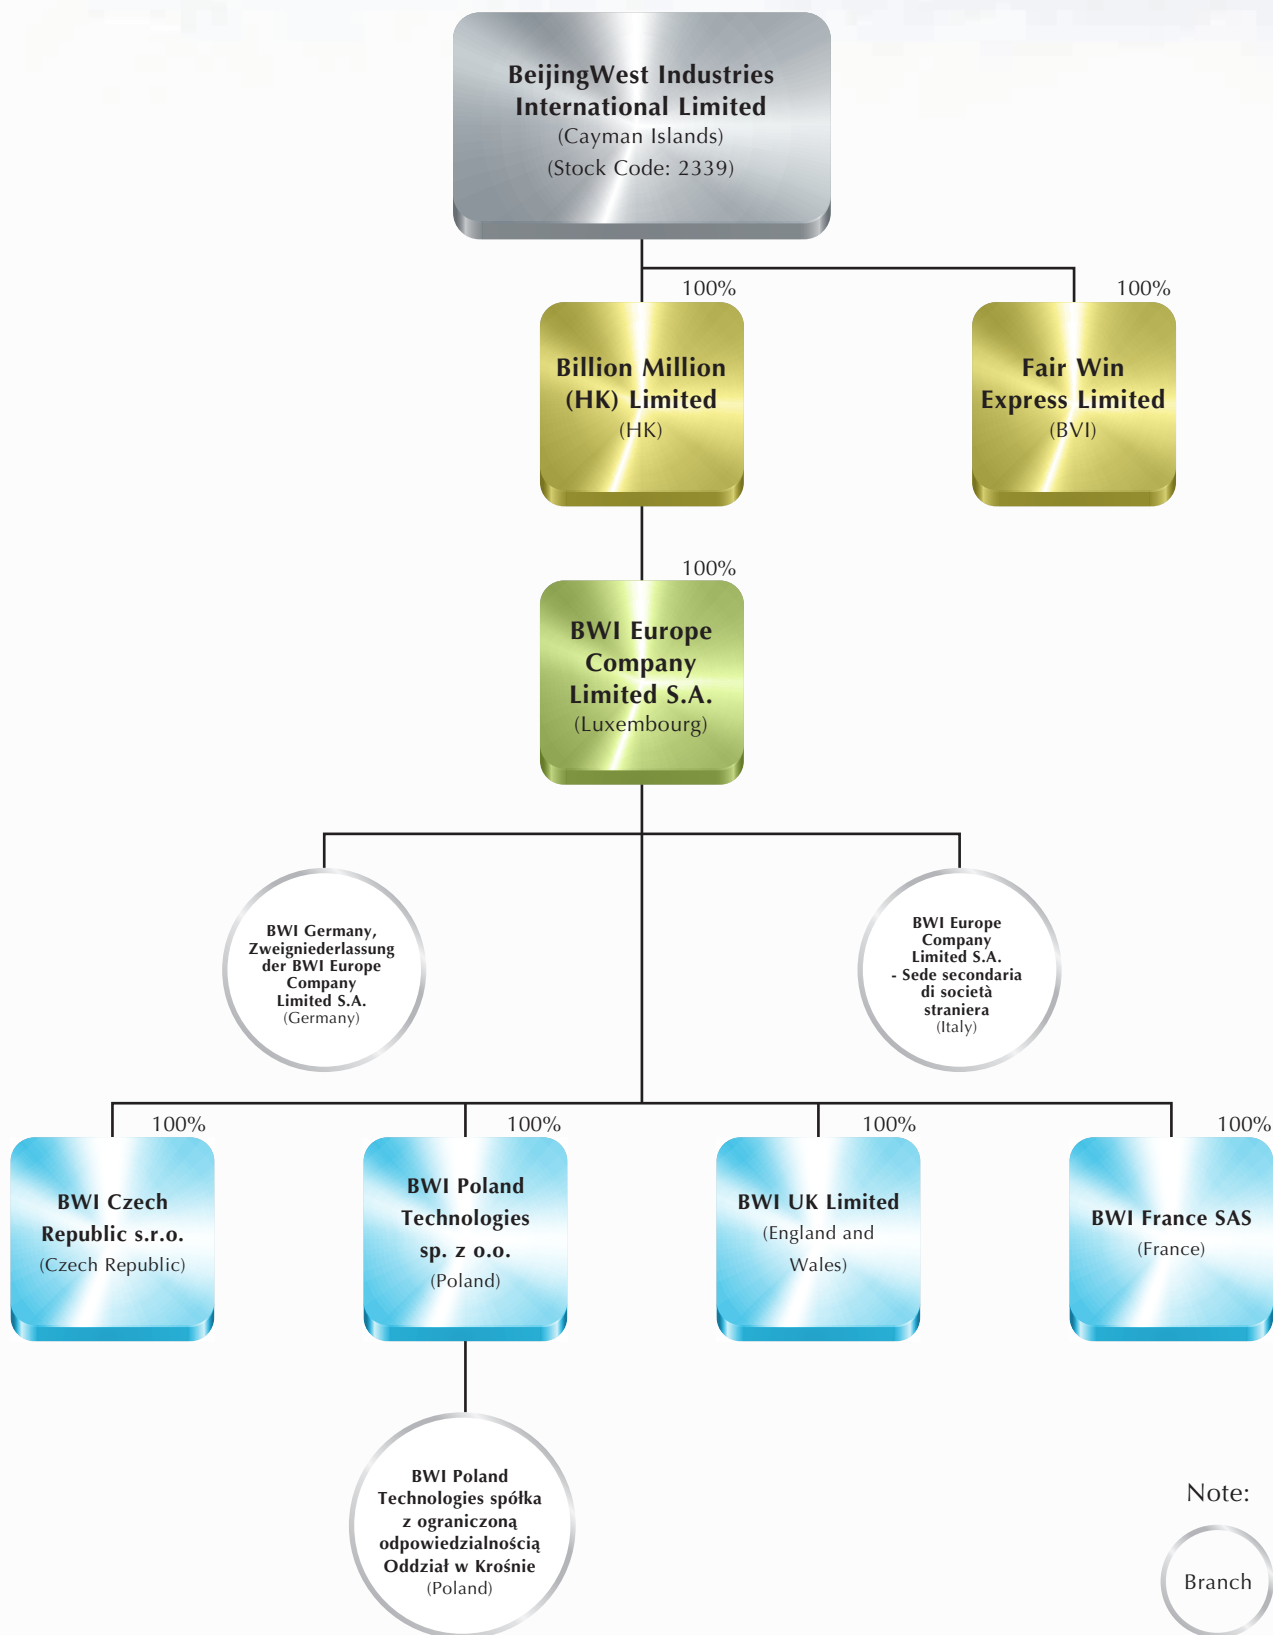 BeijingWest Industries
International Limited
(Cayman Islands)
(Stock Code: 2339)
100%
100%
Billion Million
(HK) Limited
(HK)
Fair Win
Express Limited
(BVI)
100%
BWI Europe
Company
Limited S.A.
(Luxembourg)
BWI Germany,
Zweigniederlassung
der BWI Europe
Company
Limited S.A.
(Germany)
BWI Europe
Company
Limited S.A.
- Sede secondaria
di società
straniera
(Italy)
100%
100%
100%
100%
BWI Czech
Republic s.r.o.
(Czech Republic)
BWI Poland
Technologies
sp. z o.o.
(Poland)
BWI UK Limited
(England and
Wales)
BWI France SAS
(France)
BWI Poland
Technologies spółka
z ograniczoną
odpowiedzialnością
Oddział w Krośnie
(Poland)
Note:
Branch